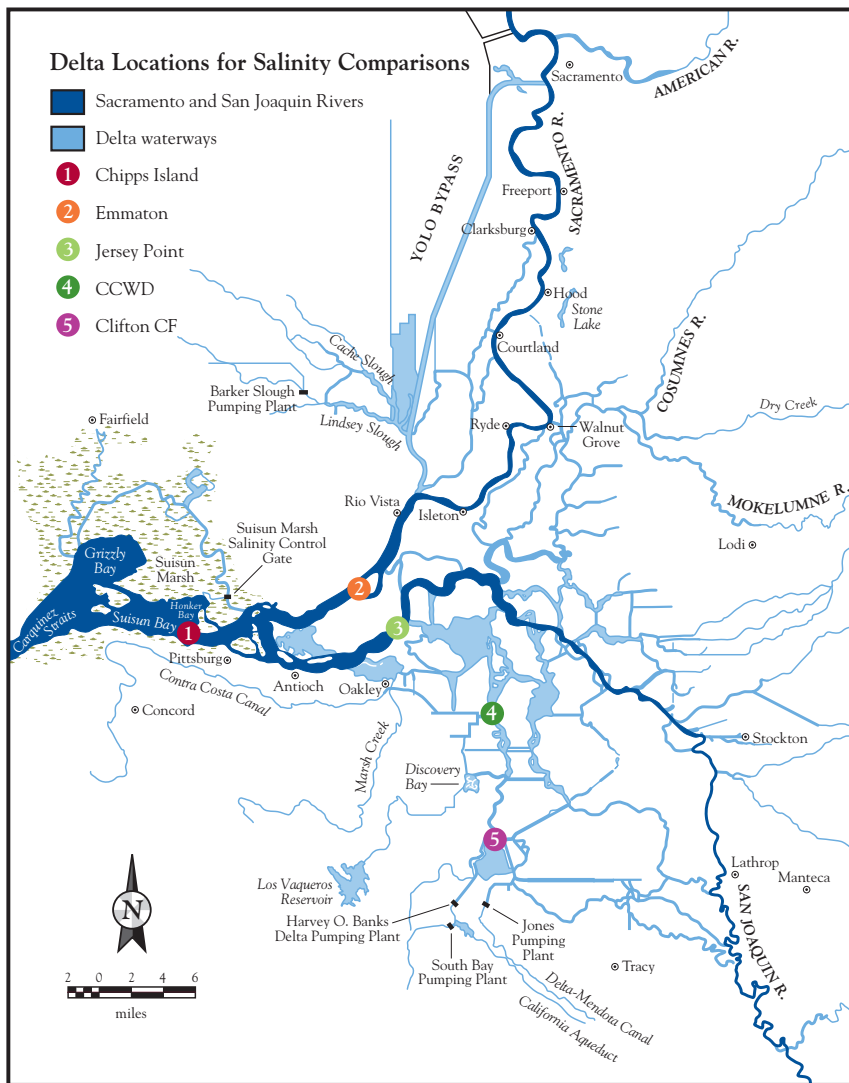 Delta Locations for Salinity Comparisons
Sacramento and San Joaquin Rivers
Delta waterways
1 Chipps Island
2 Emmaton
3 Jersey Point
4 CCWD
5 Clifton CF
Sacramento
AMERICAN R.
SACRAMENTO R.
YOLO BYPASS
Freeport
Clarksburg
Hood
Stone
Lake
Courtland
COSUMNES R.
Cache Slough
Barker Slough
Pumping Plant
Lindsey Slough
Dry Creek
Fairfield
Ryde
Walnut
Grove
MOKELUMNE R.
Rio Vista
Isleton
Lodi
Suisun Marsh
Salinity Control
Gate
Grizzly
Bay
Suisun
Marsh
Honker
Bay
Suisun Bay
Carquinez
Straits
1
2
3
Pittsburg
Antioch
Oakley
Contra Costa
Canal
Concord
4
Marsh Creek
Stockton
Discovery
Bay
5
Los Vaqueros
Reservoir
Lathrop
Manteca
SAN JOAQUIN R.
Harvey O. Banks
Delta Pumping Plant
Jones
Pumping
Plant
South Bay
Pumping Plant
Tracy
Delta-Mendota Canal
California Aqueduct
N
2 0 2 4 6
miles